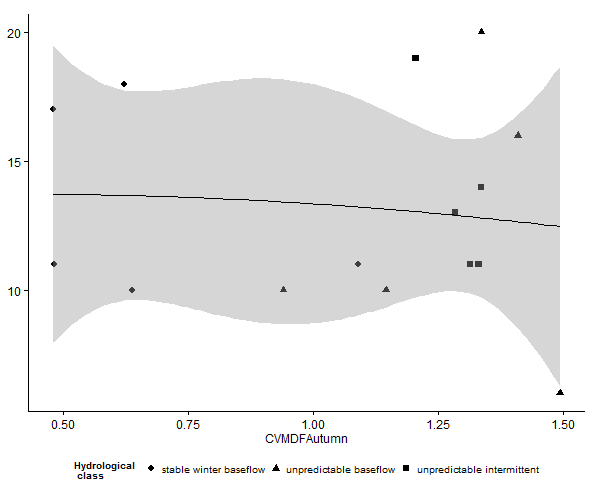 20
15
10
0.50 0.75 1.00 1.25 1.50
CVMDFAutumn
Hydrological
class
stable winter baseflow unpredictable baseflow unpredictable intermittent